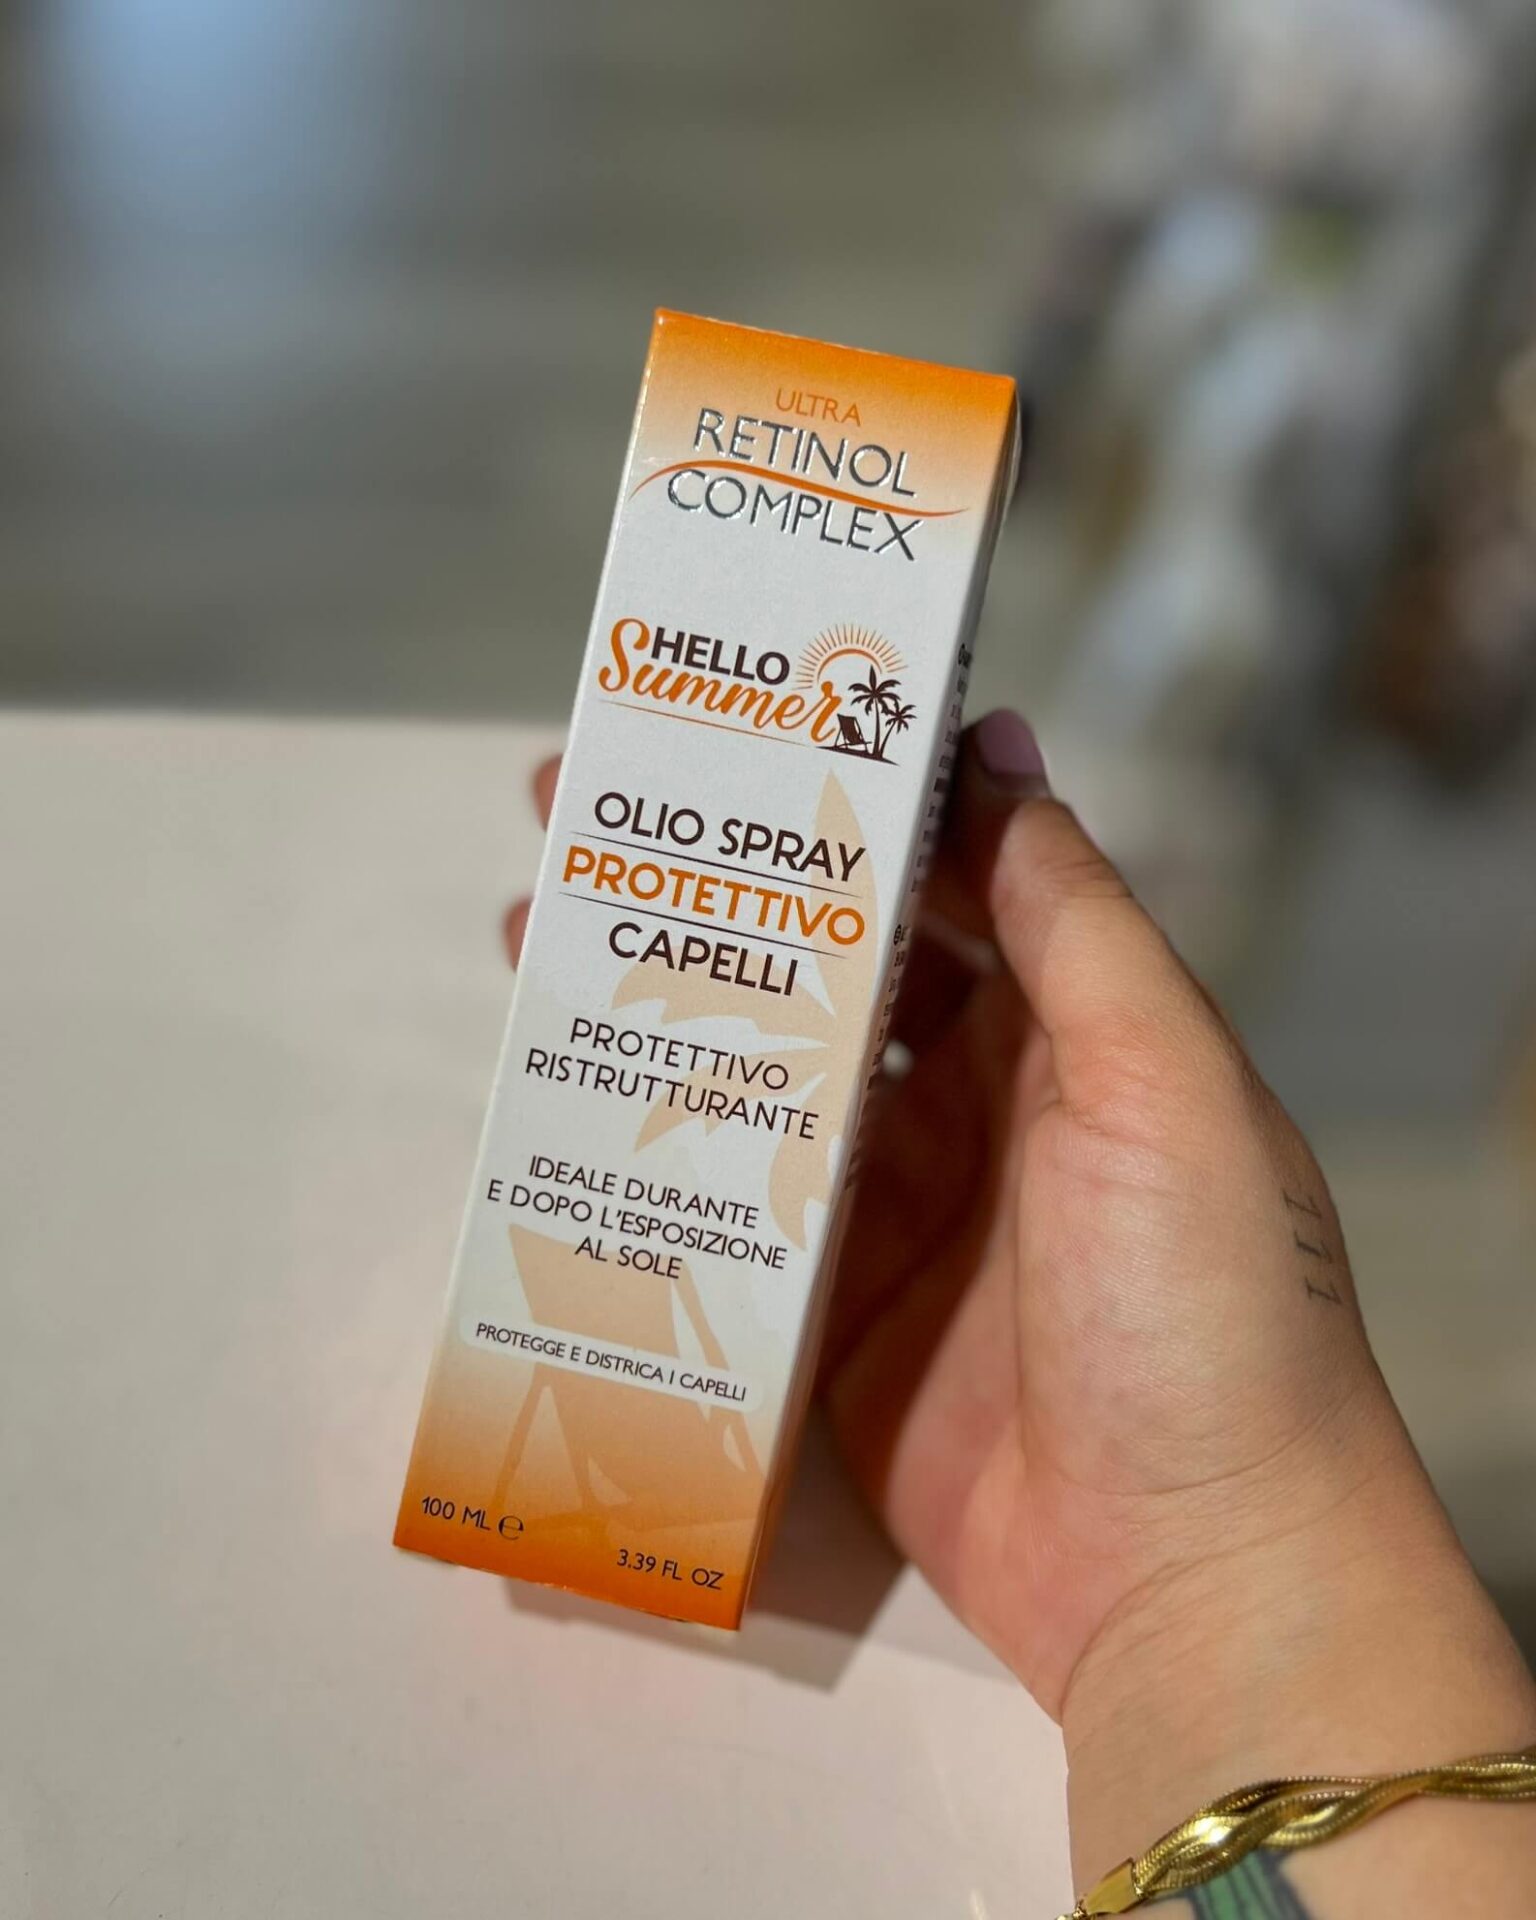 ULTRA
RETINOL
COMPLEX
HELLO
Summer
OLIO SPRAY
PROTETTIVO
CAPELLI
PROTETTIVO
RISTRUTTURANTE
IDEALE DURANTE
E DOPO L'ESPOSIZIONE
AL SOLE
PROTEGGE E DISTRICA I CAPELLI
100 ML ℮
3.39 FL OZ
111